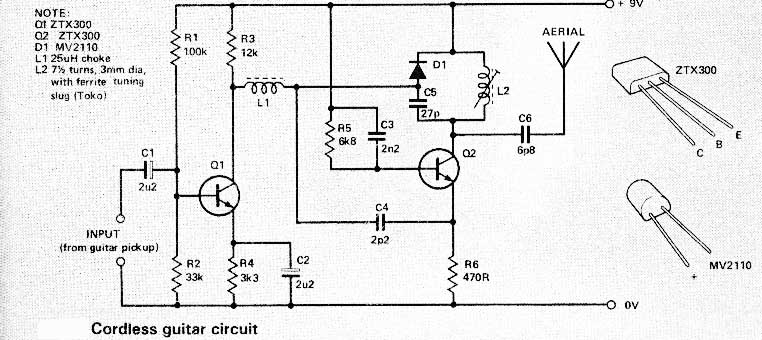 NOTE:
Q1 ZTX300
Q2 ZTX300
D1 MV2110
L1 25uH choke
L2 7½ turns, 3mm dia,
with ferrite tuning
slug (Toko)
R1
100k
R3
12k
L1
D1
C5
27p
L2
+ 9V
AERIAL
ZTX300
E
B
C
R5
6k8
C3
2n2
Q2
C6
6p8
C1
2u2
Q1
INPUT
(from guitar pickup)
C4
2p2
R2
33k
R4
3k3
C2
2u2
R6
470R
MV2110
+
0V
Cordless guitar circuit